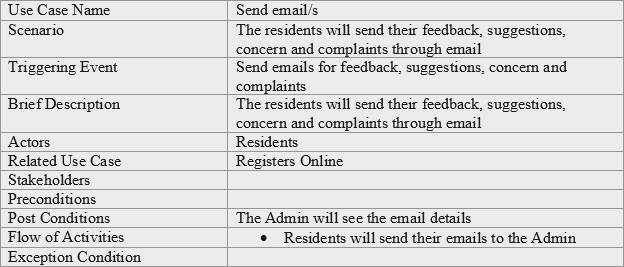 Use Case Name Send email/s
Scenario The residents will send their feedback, suggestions,
concern and complaints through email
Triggering Event Send emails for feedback, suggestions, concern and
complaints
Brief Description The residents will send their feedback, suggestions,
concern and complaints through email
Actors Residents
Related Use Case Registers Online
Stakeholders
Preconditions
Post Conditions The Admin will see the email details
Flow of Activities • Residents will send their emails to the Admin
Exception Condition